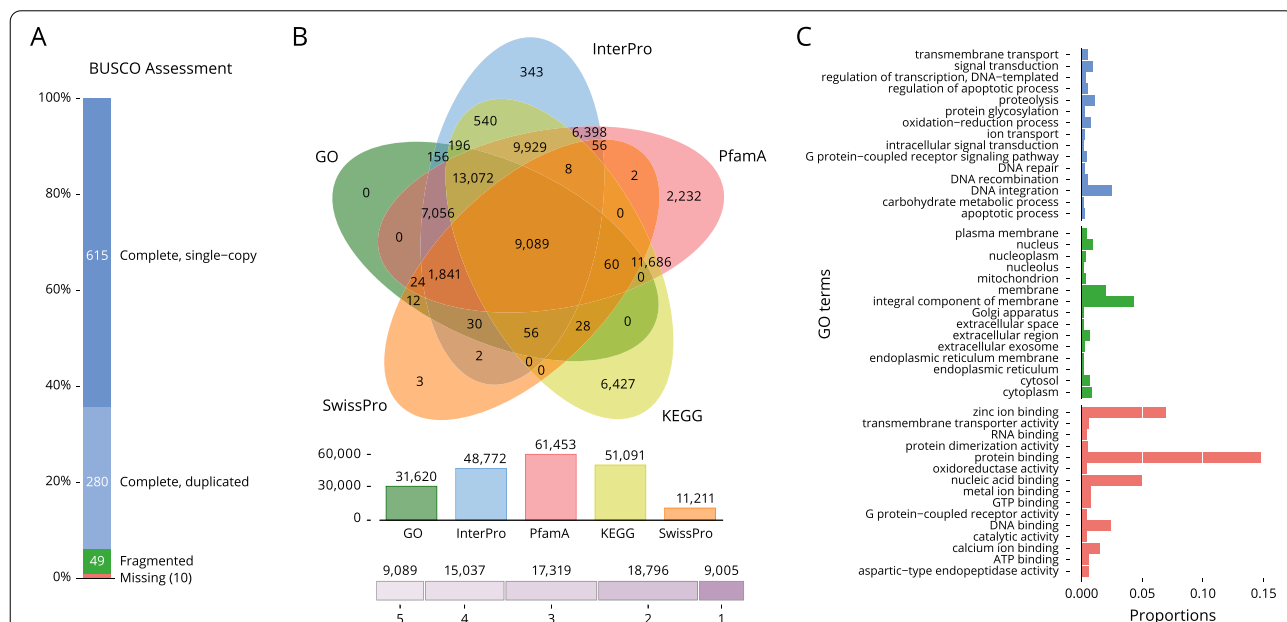 A
BUSCO Assessment
100%
80%
60%
40%
20%
0%
615
280
49
Complete, single−copy
Complete, duplicated
Fragmented
Missing (10)
B
InterPro
GO
PfamA
SwissPro
KEGG
343
540
6,398
196
9,929
56
156
13,072
8
2
0
2,232
7,056
0
0
9,089
60
11,686
24
1,841
0
12
30
56
28
0
2
0
0
3
6,427
60,000
30,000
0
31,620
48,772
61,453
51,091
11,211
GO
InterPro
PfamA
KEGG
SwissPro
9,089
15,037
17,319
18,796
9,005
5
4
3
2
1
C
GO terms
transmembrane transport
signal transduction
regulation of transcription, DNA−templated
regulation of apoptotic process
proteolysis
protein glycosylation
oxidation−reduction process
ion transport
intracellular signal transduction
G protein−coupled receptor signaling pathway
DNA repair
DNA recombination
DNA integration
carbohydrate metabolic process
apoptotic process
plasma membrane
nucleus
nucleoplasm
nucleolus
mitochondrion
membrane
integral component of membrane
Golgi apparatus
extracellular space
extracellular region
extracellular exosome
endoplasmic reticulum membrane
endoplasmic reticulum
cytosol
cytoplasm
zinc ion binding
transmembrane transporter activity
RNA binding
protein dimerization activity
protein binding
oxidoreductase activity
nucleic acid binding
metal ion binding
GTP binding
G protein−coupled receptor activity
DNA binding
catalytic activity
calcium ion binding
ATP binding
aspartic−type endopeptidase activity
0.000
0.05
0.10
0.15
Proportions